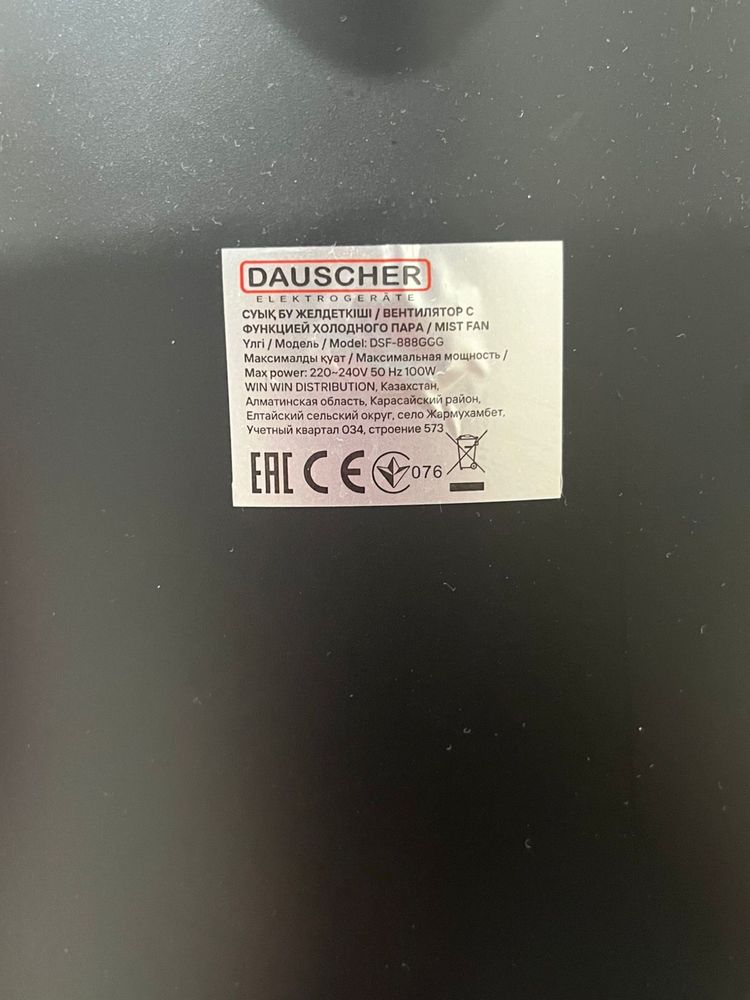 DAUSCHER
ELEKTROGERÄTE
СУЫҚ БУ ЖЕЛДЕТКІШІ / ВЕНТИЛЯТОР С
ФУНКЦИЕЙ ХОЛОДНОГО ПАРА / MIST FAN
Үлгі / Модель / Model: DSF-888GGG
Максималды қуат / Максимальная мощность /
Max power: 220~240V 50 Hz 100W
WIN WIN DISTRIBUTION, Казахстан,
Алматинская область, Карасайский район,
Елтайский сельский округ, село Жармухамбет,
Учетный квартал 034, строение 573
EAC CE 076